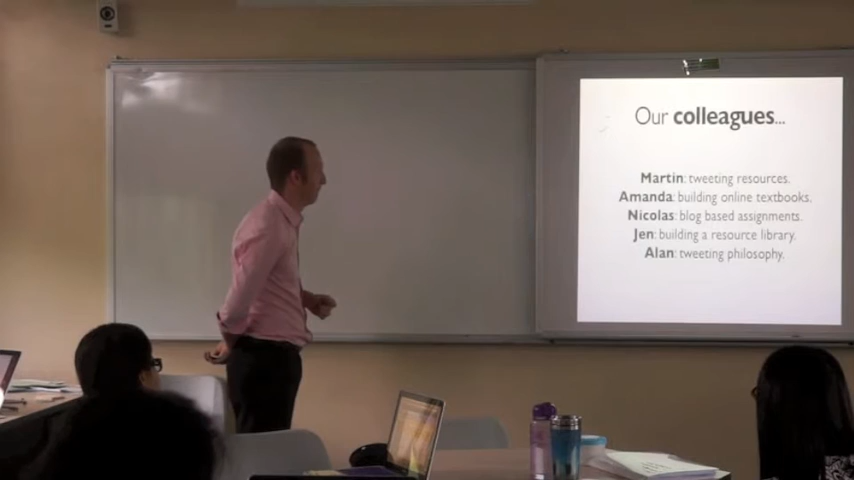 Our colleagues...
Martin: tweeting resources.
Amanda: building online textbooks.
Nicolas: blog based assignments.
Jen: building a resource library.
Alan: tweeting philosophy.